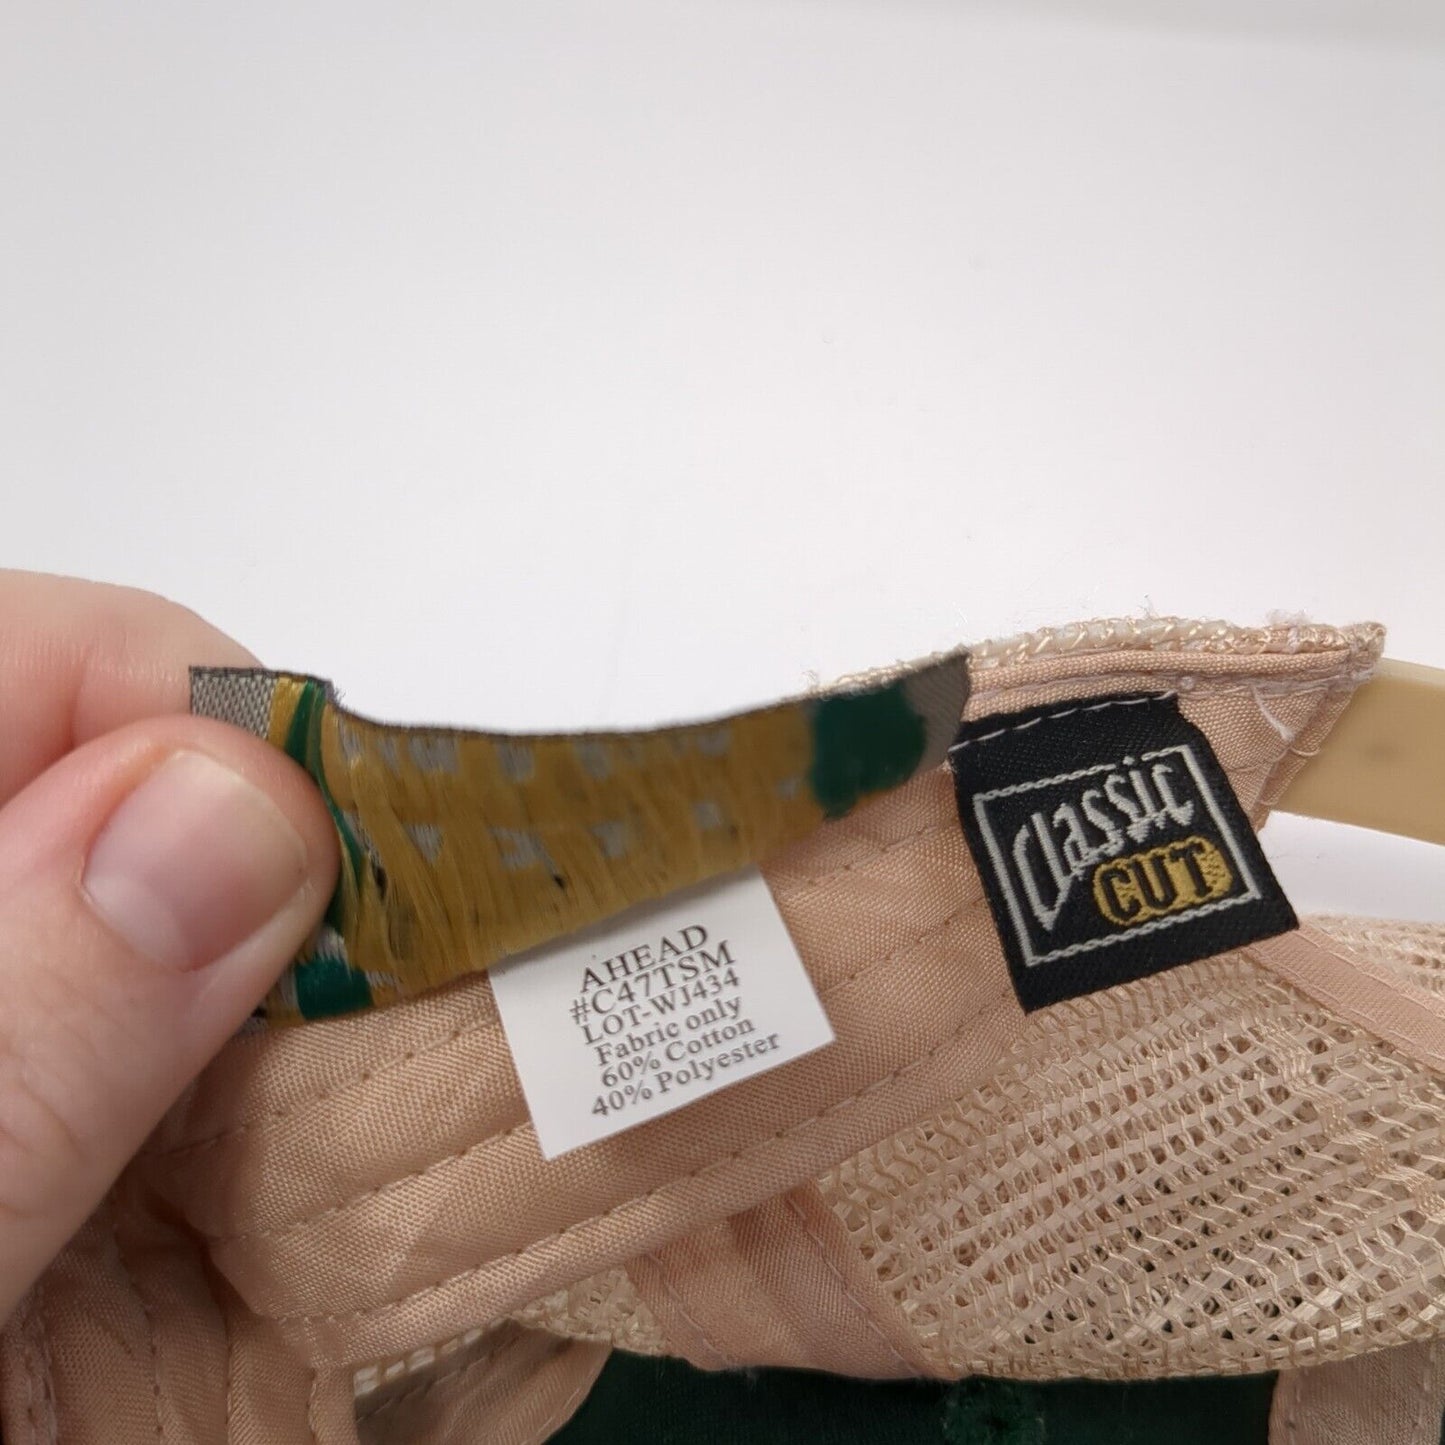 Classic
CUT
AHEAD
#C47TSM
LOT-WJ434
Fabric only
60% Cotton
40% Polyester